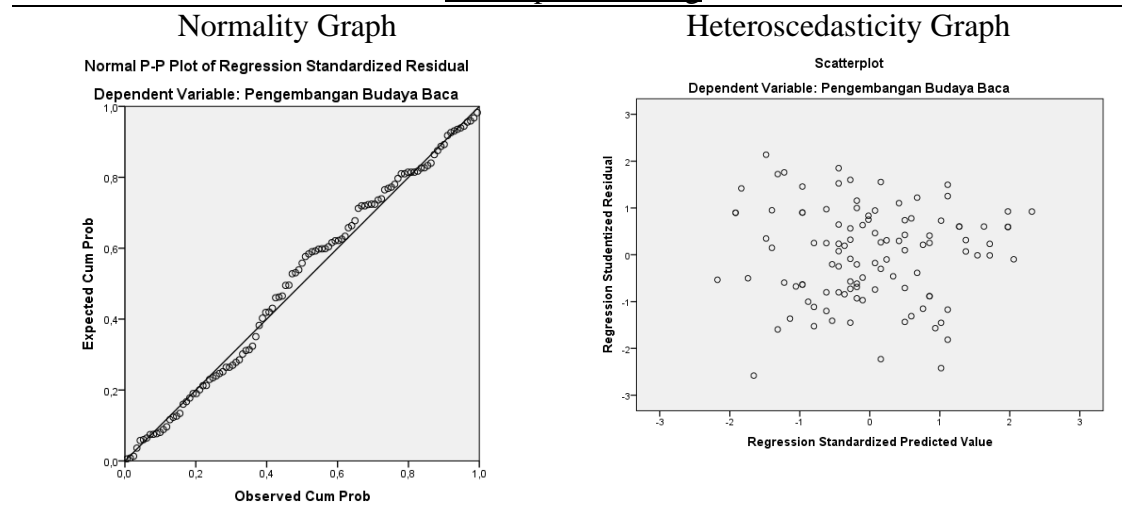 Normality Graph
Heteroscedasticity Graph
Normal P-P Plot of Regression Standardized Residual
Dependent Variable: Pengembangan Budaya Baca
1,0
0,8
0,6
0,4
0,2
0,0
Expected Cum Prob
0,0 0,2 0,4 0,6 0,8 1,0
Observed Cum Prob
Scatterplot
Dependent Variable: Pengembangan Budaya Baca
3
2
1
0
-1
-2
-3
Regression Studentized Residual
-3 -2 -1 0 1 2 3
Regression Standardized Predicted Value